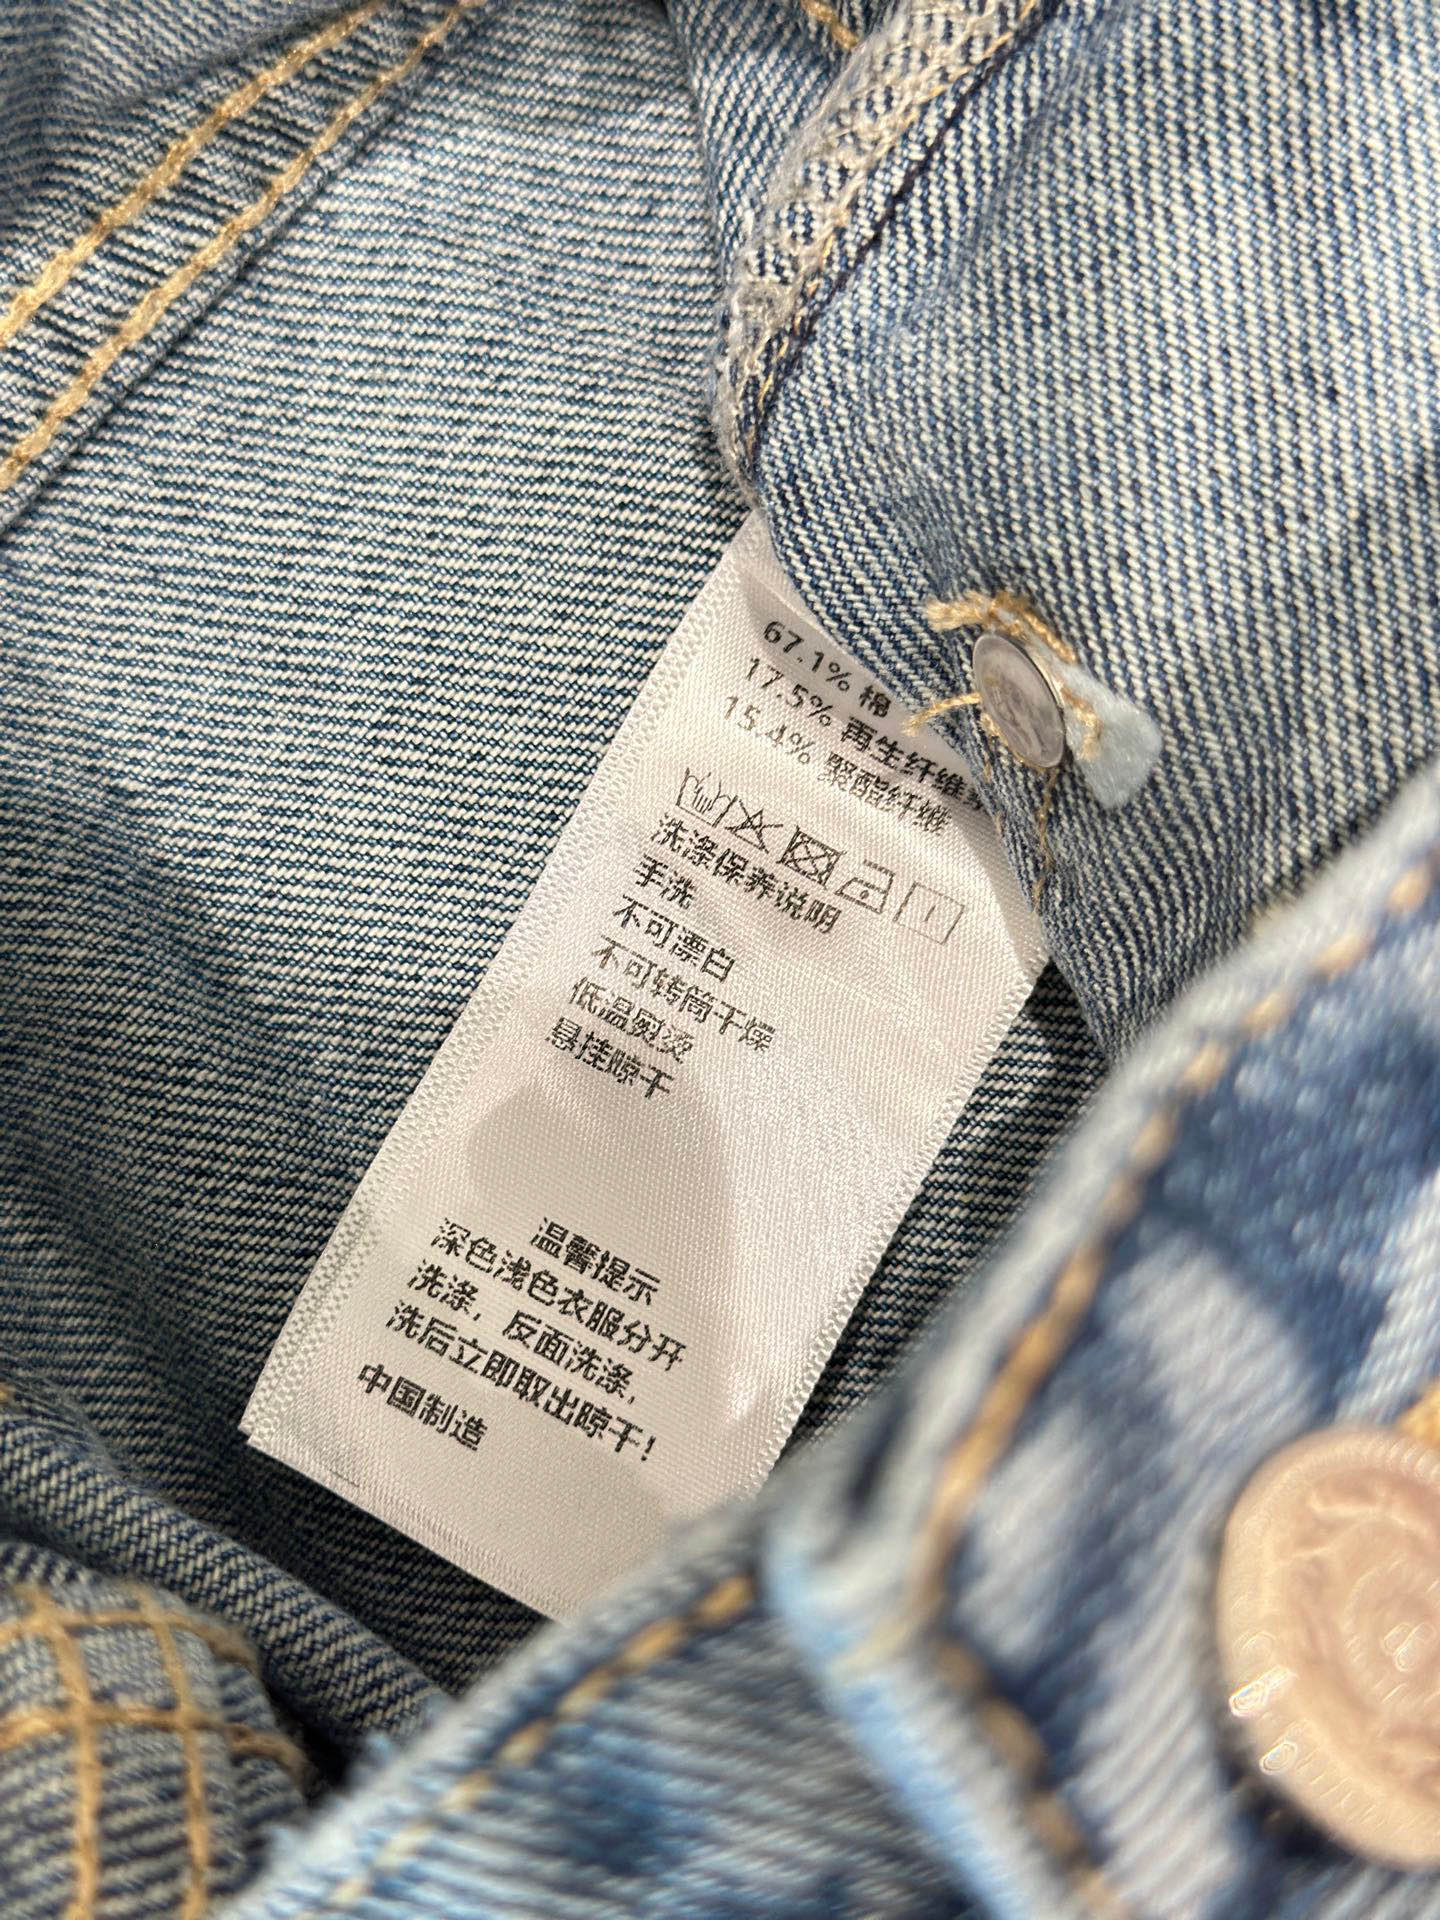 67.1% 棉
17.5% 再生纤维
15.4% 聚酯纤维
洗涤保养说明
手洗
不可漂白
不可转筒干燥
低温熨烫
悬挂晾干
温馨提示
深色浅色衣服分开
洗涤，反面洗涤，
洗后立即取出晾干！
中国制造